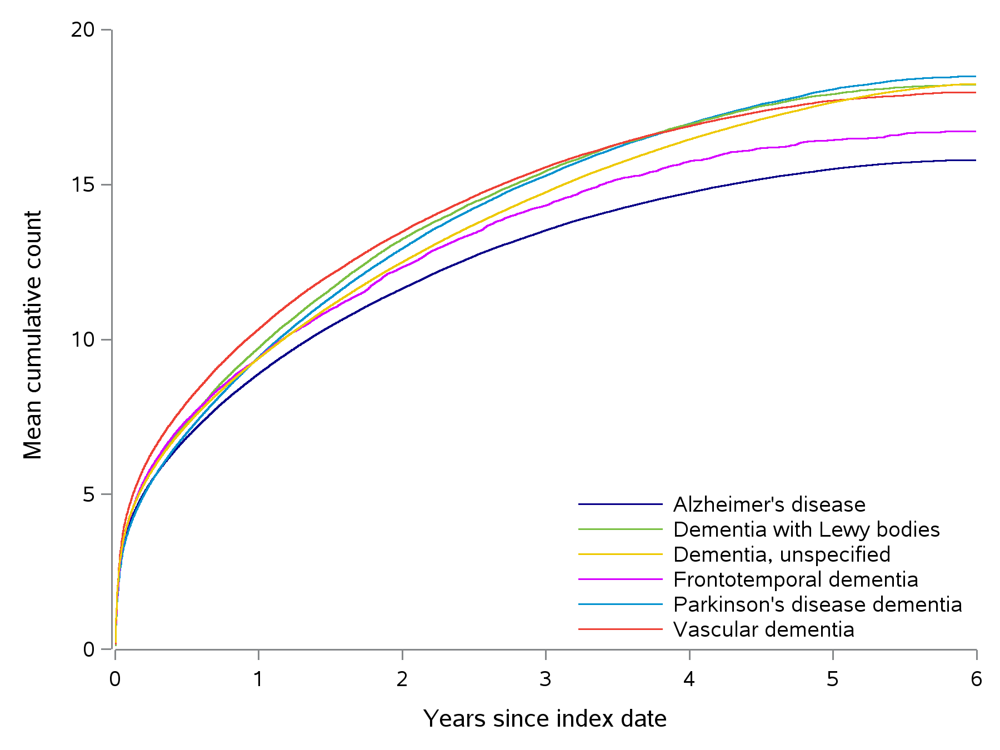 20
15
10
5
0
Mean cumulative count
Alzheimer's disease
Dementia with Lewy bodies
Dementia, unspecified
Frontotemporal dementia
Parkinson's disease dementia
Vascular dementia
0 1 2 3 4 5 6
Years since index date